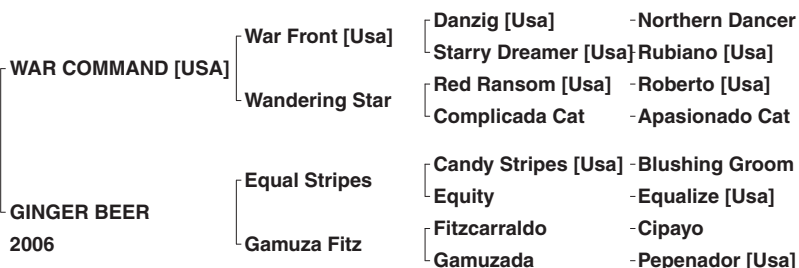 Danzig [Usa] Northern Dancer
War Front [Usa]
Starry Dreamer [Usa] Rubiano [Usa]
WAR COMMAND [USA]
Red Ransom [Usa] Roberto [Usa]
Wandering Star
Complicada Cat Apasionado Cat
Candy Stripes [Usa] Blushing Groom
Equal Stripes
Equity Equalize [Usa]
GINGER BEER
Fitzcarraldo Cipayo
2006
Gamuza Fitz
Gamuzada Pepenador [Usa]